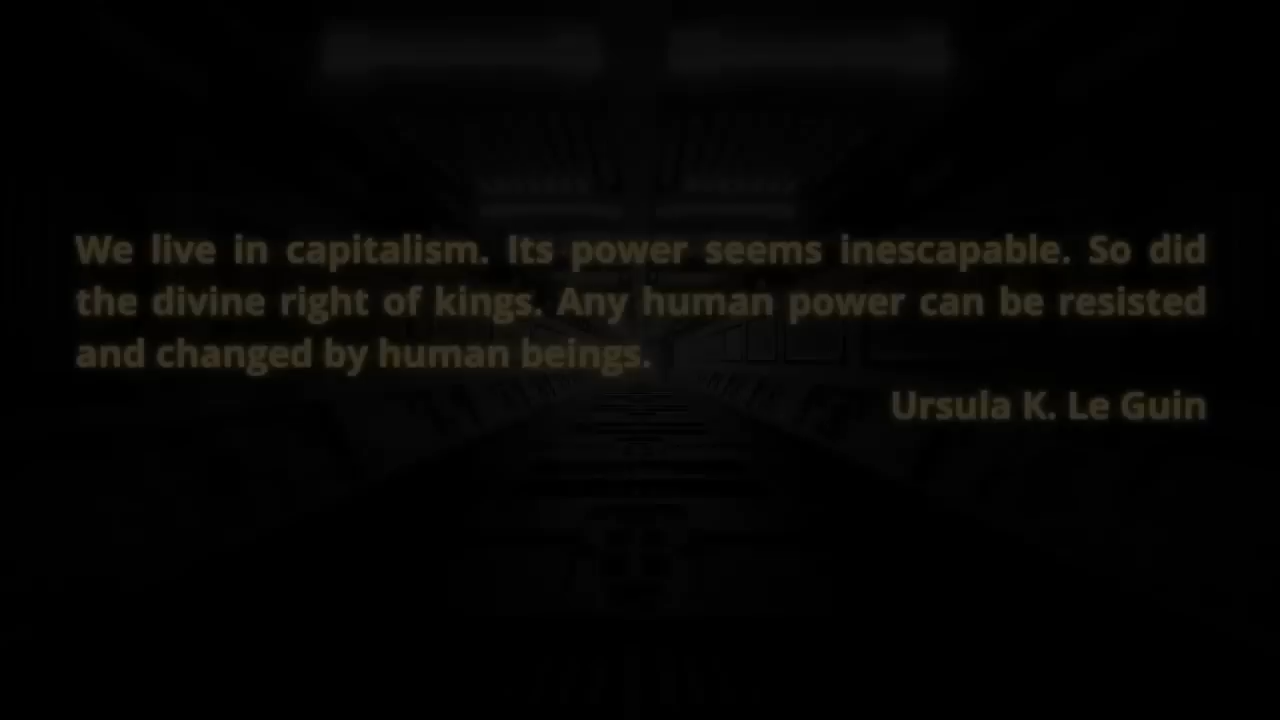 We live in capitalism. Its power seems inescapable. So did
the divine right of kings. Any human power can be resisted
and changed by human beings.
Ursula K. Le Guin